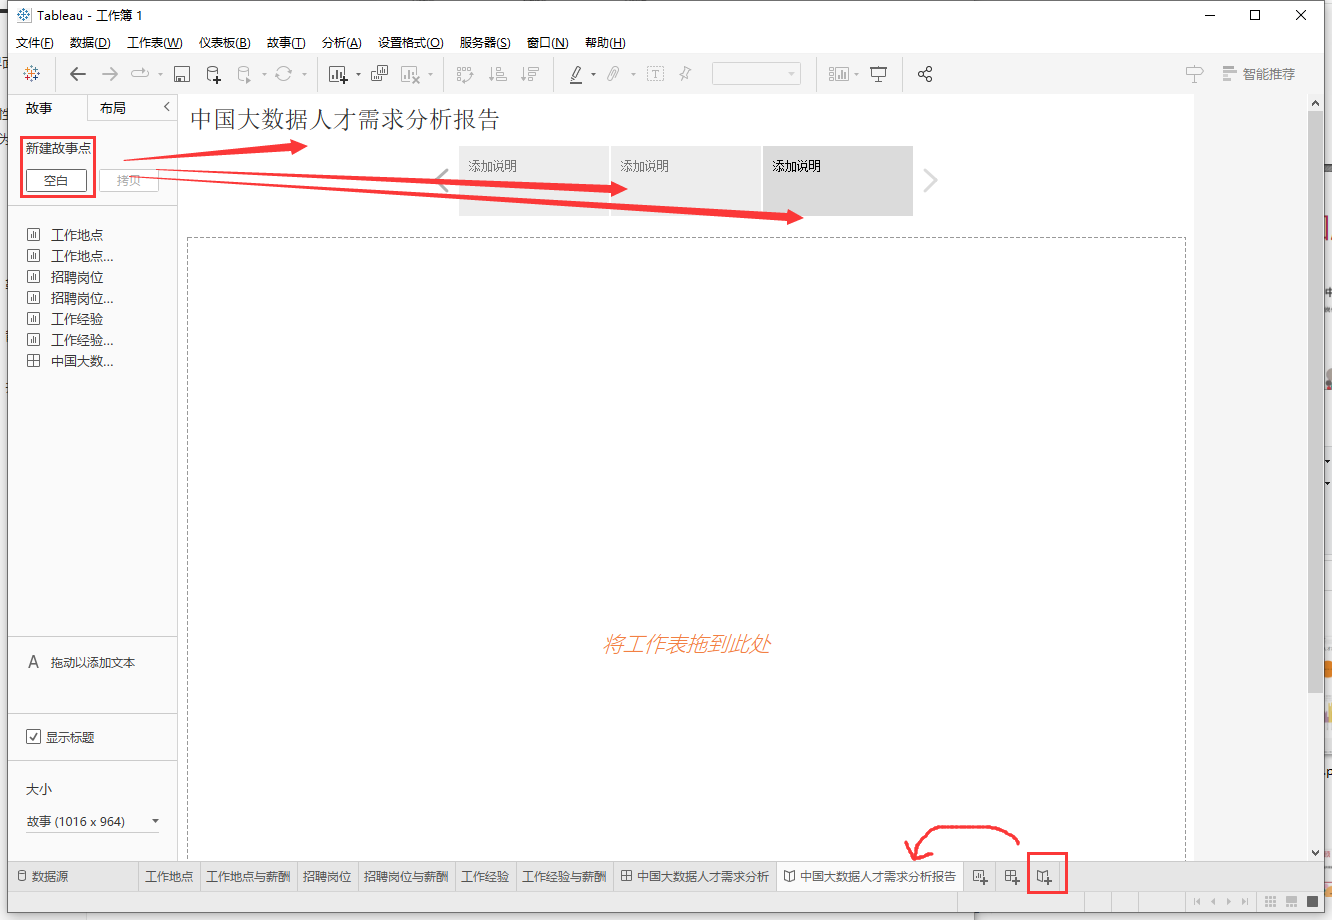 Tableau - 工作簿 1
文件(F) 数据(D) 工作表(W) 仪表板(B) 故事(T) 分析(A) 设置格式(O) 服务器(S) 窗口(N) 帮助(H)
智能推荐
故事 布局
中国大数据人才需求分析报告
新建故事点
空白 拷贝
添加说明 添加说明 添加说明
工作地点
工作地点...
招聘岗位
招聘岗位...
工作经验
工作经验...
中国大数...
将工作表拖到此处
A 拖动以添加文本
显示标题
大小
故事 (1016 x 964)
数据源 工作地点 工作地点与薪酬 招聘岗位 招聘岗位与薪酬 工作经验 工作经验与薪酬 中国大数据人才需求分析 中国大数据人才需求分析报告